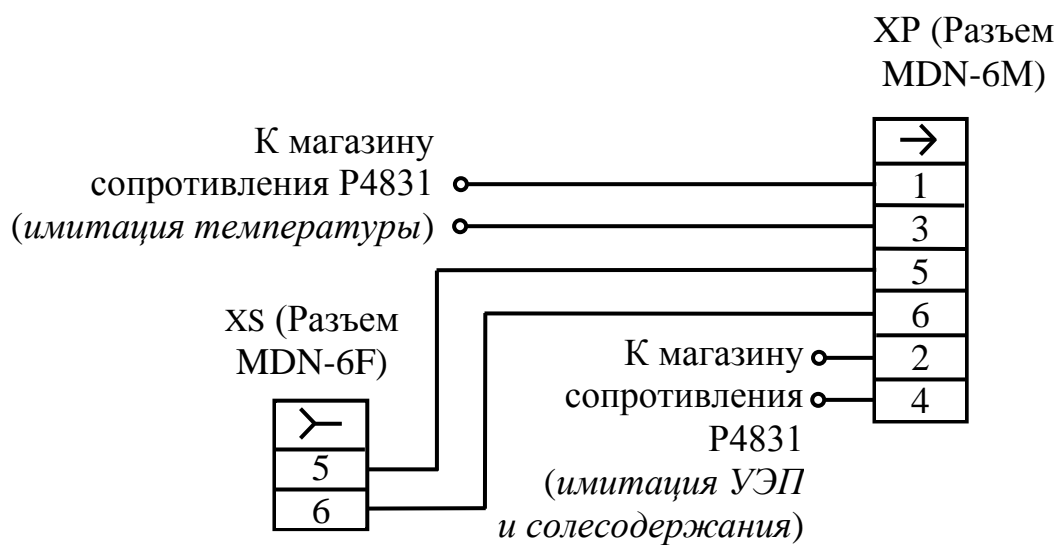 ХР (Разъем
MDN-6M)
К магазину
сопротивления Р4831
(имитация температуры)
1
3
5
6
2
4
XS (Разъем
MDN-6F)
5
6
К магазину
сопротивления
Р4831
(имитация УЭП
и солесодержания)